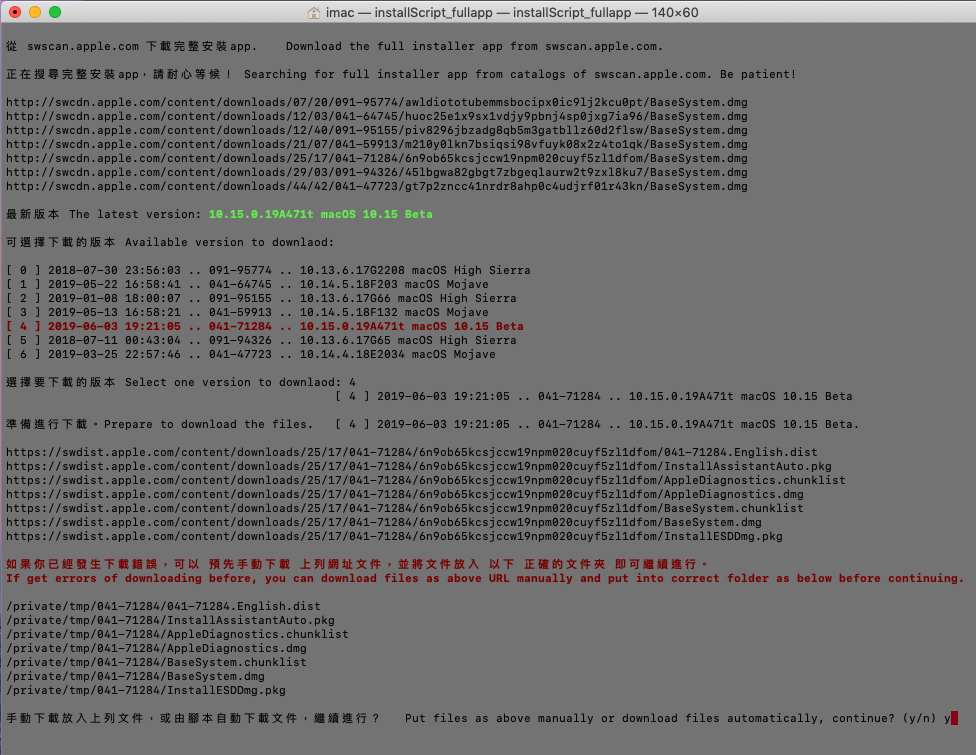 imac — installScript_fullapp — installScript_fullapp — 140×60
從 swscan.apple.com 下載完整安裝app. Download the full installer app from swscan.apple.com.
正在搜尋完整安裝app，請耐心等候！ Searching for full installer app from catalogs of swscan.apple.com. Be patient!
http://swcdn.apple.com/content/downloads/07/20/091-95774/awldiototubemmsbocipx0ic9lj2kcu0pt/BaseSystem.dmg
http://swcdn.apple.com/content/downloads/12/03/041-64745/huoc25e1x9sx1vdjy9pbnj4sp0jxg7ia96/BaseSystem.dmg
http://swcdn.apple.com/content/downloads/12/40/091-95155/piv8296jbzadg8qb5m3gatbllz60d2flsw/BaseSystem.dmg
http://swcdn.apple.com/content/downloads/21/07/041-59913/m210y0lkn7bsiqsi98vfuyk08x2z4to1qk/BaseSystem.dmg
http://swcdn.apple.com/content/downloads/25/17/041-71284/6n9ob65kcsjccw19npm020cuyf5zl1dfom/BaseSystem.dmg
http://swcdn.apple.com/content/downloads/29/03/091-94326/45lbgwa82gbgt7zbgeqlaurw2t9zxl8ku7/BaseSystem.dmg
http://swcdn.apple.com/content/downloads/44/42/041-47723/gt7p2zncc41nrdr8ahp0c4udjrf01r43kn/BaseSystem.dmg
最新版本 The latest version: 10.15.0.19A471t macOS 10.15 Beta
可選擇下載的版本 Available version to downlaod:
[ 0 ] 2018-07-30 23:56:03 .. 091-95774 .. 10.13.6.17G2208 macOS High Sierra
[ 1 ] 2019-05-22 16:58:41 .. 041-64745 .. 10.14.5.18F203 macOS Mojave
[ 2 ] 2019-01-08 18:00:07 .. 091-95155 .. 10.13.6.17G66 macOS High Sierra
[ 3 ] 2019-05-13 16:58:21 .. 041-59913 .. 10.14.5.18F132 macOS Mojave
[ 4 ] 2019-06-03 19:21:05 .. 041-71284 .. 10.15.0.19A471t macOS 10.15 Beta
[ 5 ] 2018-07-11 00:43:04 .. 091-94326 .. 10.13.6.17G65 macOS High Sierra
[ 6 ] 2019-03-25 22:57:46 .. 041-47723 .. 10.14.4.18E2034 macOS Mojave
選擇要下載的版本 Select one version to downlaod: 4
[ 4 ] 2019-06-03 19:21:05 .. 041-71284 .. 10.15.0.19A471t macOS 10.15 Beta
準備進行下載。Prepare to download the files. [ 4 ] 2019-06-03 19:21:05 .. 041-71284 .. 10.15.0.19A471t macOS 10.15 Beta.
https://swdist.apple.com/content/downloads/25/17/041-71284/6n9ob65kcsjccw19npm020cuyf5zl1dfom/041-71284.English.dist
https://swdist.apple.com/content/downloads/25/17/041-71284/6n9ob65kcsjccw19npm020cuyf5zl1dfom/InstallAssistantAuto.pkg
https://swdist.apple.com/content/downloads/25/17/041-71284/6n9ob65kcsjccw19npm020cuyf5zl1dfom/AppleDiagnostics.chunklist
https://swdist.apple.com/content/downloads/25/17/041-71284/6n9ob65kcsjccw19npm020cuyf5zl1dfom/AppleDiagnostics.dmg
https://swdist.apple.com/content/downloads/25/17/041-71284/6n9ob65kcsjccw19npm020cuyf5zl1dfom/BaseSystem.chunklist
https://swdist.apple.com/content/downloads/25/17/041-71284/6n9ob65kcsjccw19npm020cuyf5zl1dfom/BaseSystem.dmg
https://swdist.apple.com/content/downloads/25/17/041-71284/6n9ob65kcsjccw19npm020cuyf5zl1dfom/InstallESDDmg.pkg
如果你已經發生下載錯誤，可以 預先手動下載 上列網址文件，並將文件放入 以下 正確的文件夾 即可繼續進行。
If get errors of downloading before, you can download files as above URL manually and put into correct folder as below before continuing.
/private/tmp/041-71284/041-71284.English.dist
/private/tmp/041-71284/InstallAssistantAuto.pkg
/private/tmp/041-71284/AppleDiagnostics.chunklist
/private/tmp/041-71284/AppleDiagnostics.dmg
/private/tmp/041-71284/BaseSystem.chunklist
/private/tmp/041-71284/BaseSystem.dmg
/private/tmp/041-71284/InstallESDDmg.pkg
手動下載放入上列文件，或由腳本自動下載文件，繼續進行？ Put files as above manually or download files automatically, continue? (y/n) y